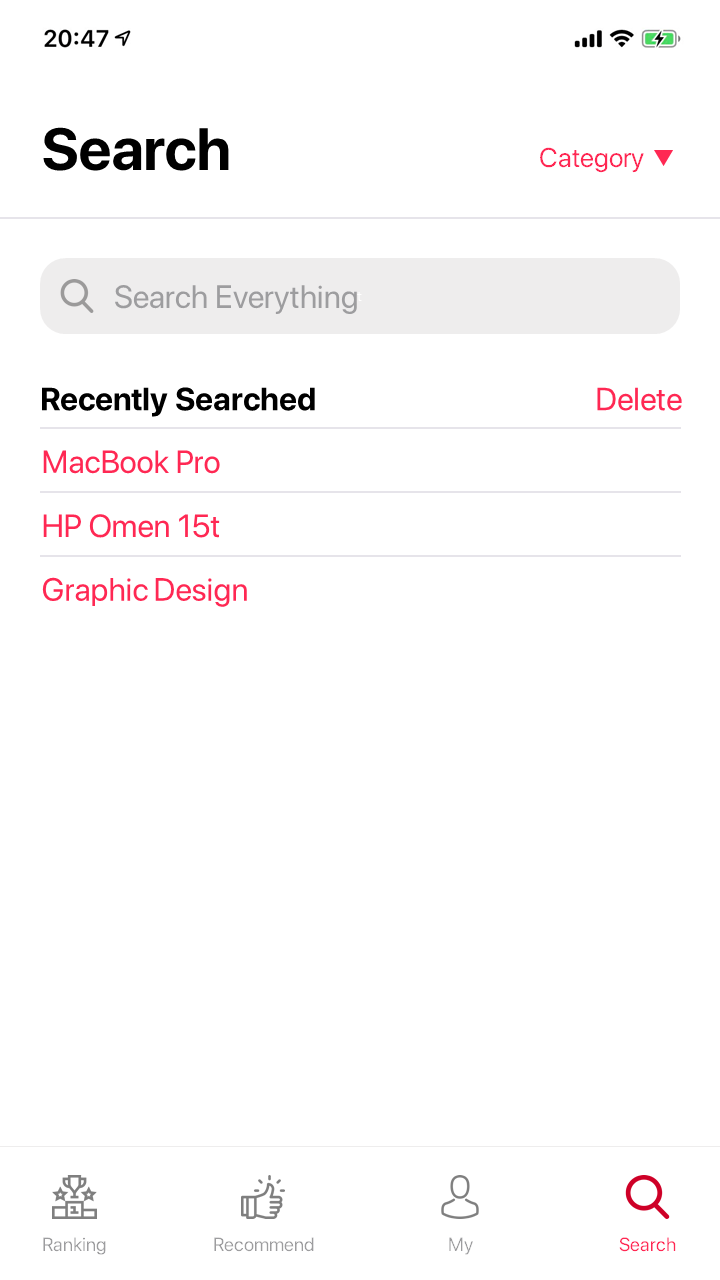 20:47
Search
Category ▼
Search Everything
Recently Searched
Delete
MacBook Pro
HP Omen 15t
Graphic Design
1
Ranking
Recommend
My
Search